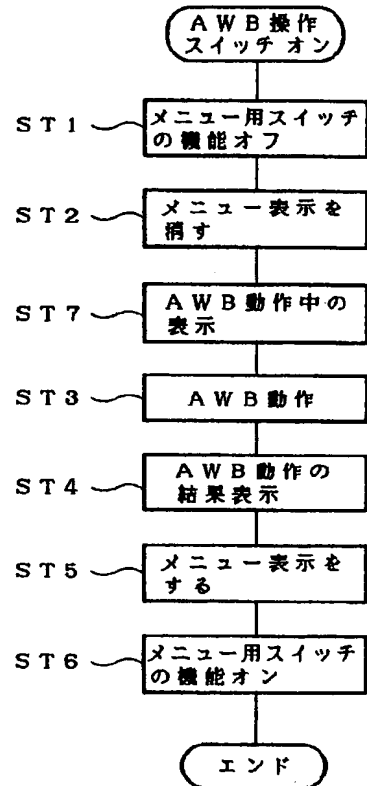 AWB操作
スイッチオン
ST1
メニュー用スイッチ
の機能オフ
ST2
メニュー表示を
消す
ST7
AWB動作中の
表示
ST3
AWB動作
ST4
AWB動作の
結果表示
ST5
メニュー表示を
する
ST6
メニュー用スイッチ
の機能オン
エンド